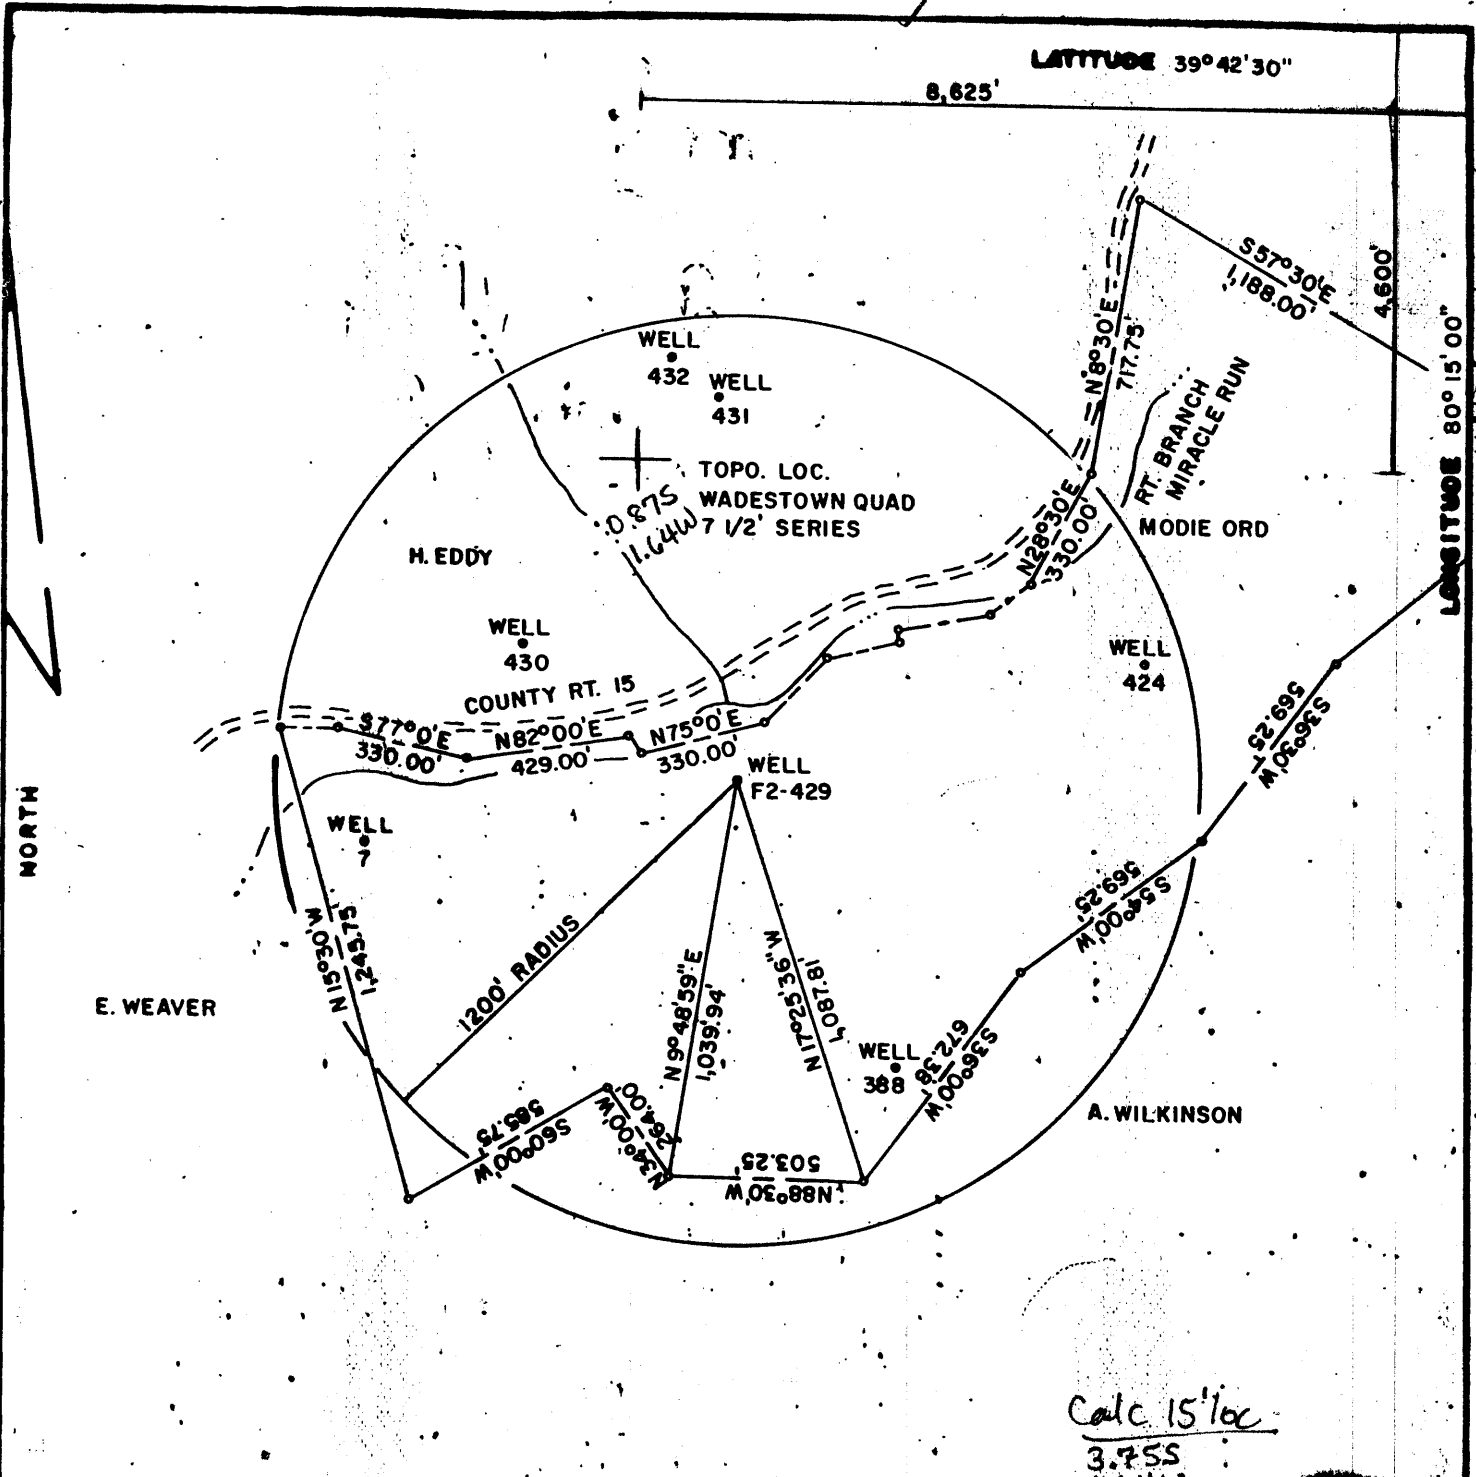 LATITUDE 39°42'30"
8,625'
S57°30'E
1,188.00'
4,600'
LONGITUDE 80°15'00"
N8°30'E
717.75'
RT. BRANCH
MIRACLE RUN
WELL
432
WELL
431
TOPO. LOC.
WADESTOWN QUAD
7 1/2' SERIES
0.87S
1.64W
H. EDDY
N28°30'E
330.00'
MODIE ORD
WELL
430
WELL
424
COUNTY RT. 15
S77°0'E
330.00'
N82°00'E
429.00'
N75°0'E
330.00'
WELL
F2-429
S36°30'W
569.25'
NORTH
WELL
7
N15°30'W
1,245.75'
1200' RADIUS
N9°48'59"E
1,039.94'
N17°25'36"W
1,087.81'
S54°00'W
569.25'
E. WEAVER
WELL
388
S36°00'W
672.38'
A. WILKINSON
S60°00'W
585.75'
N34°00'W
264.00'
503.25'
N88°30'W
Calc 15' loc
3.75S